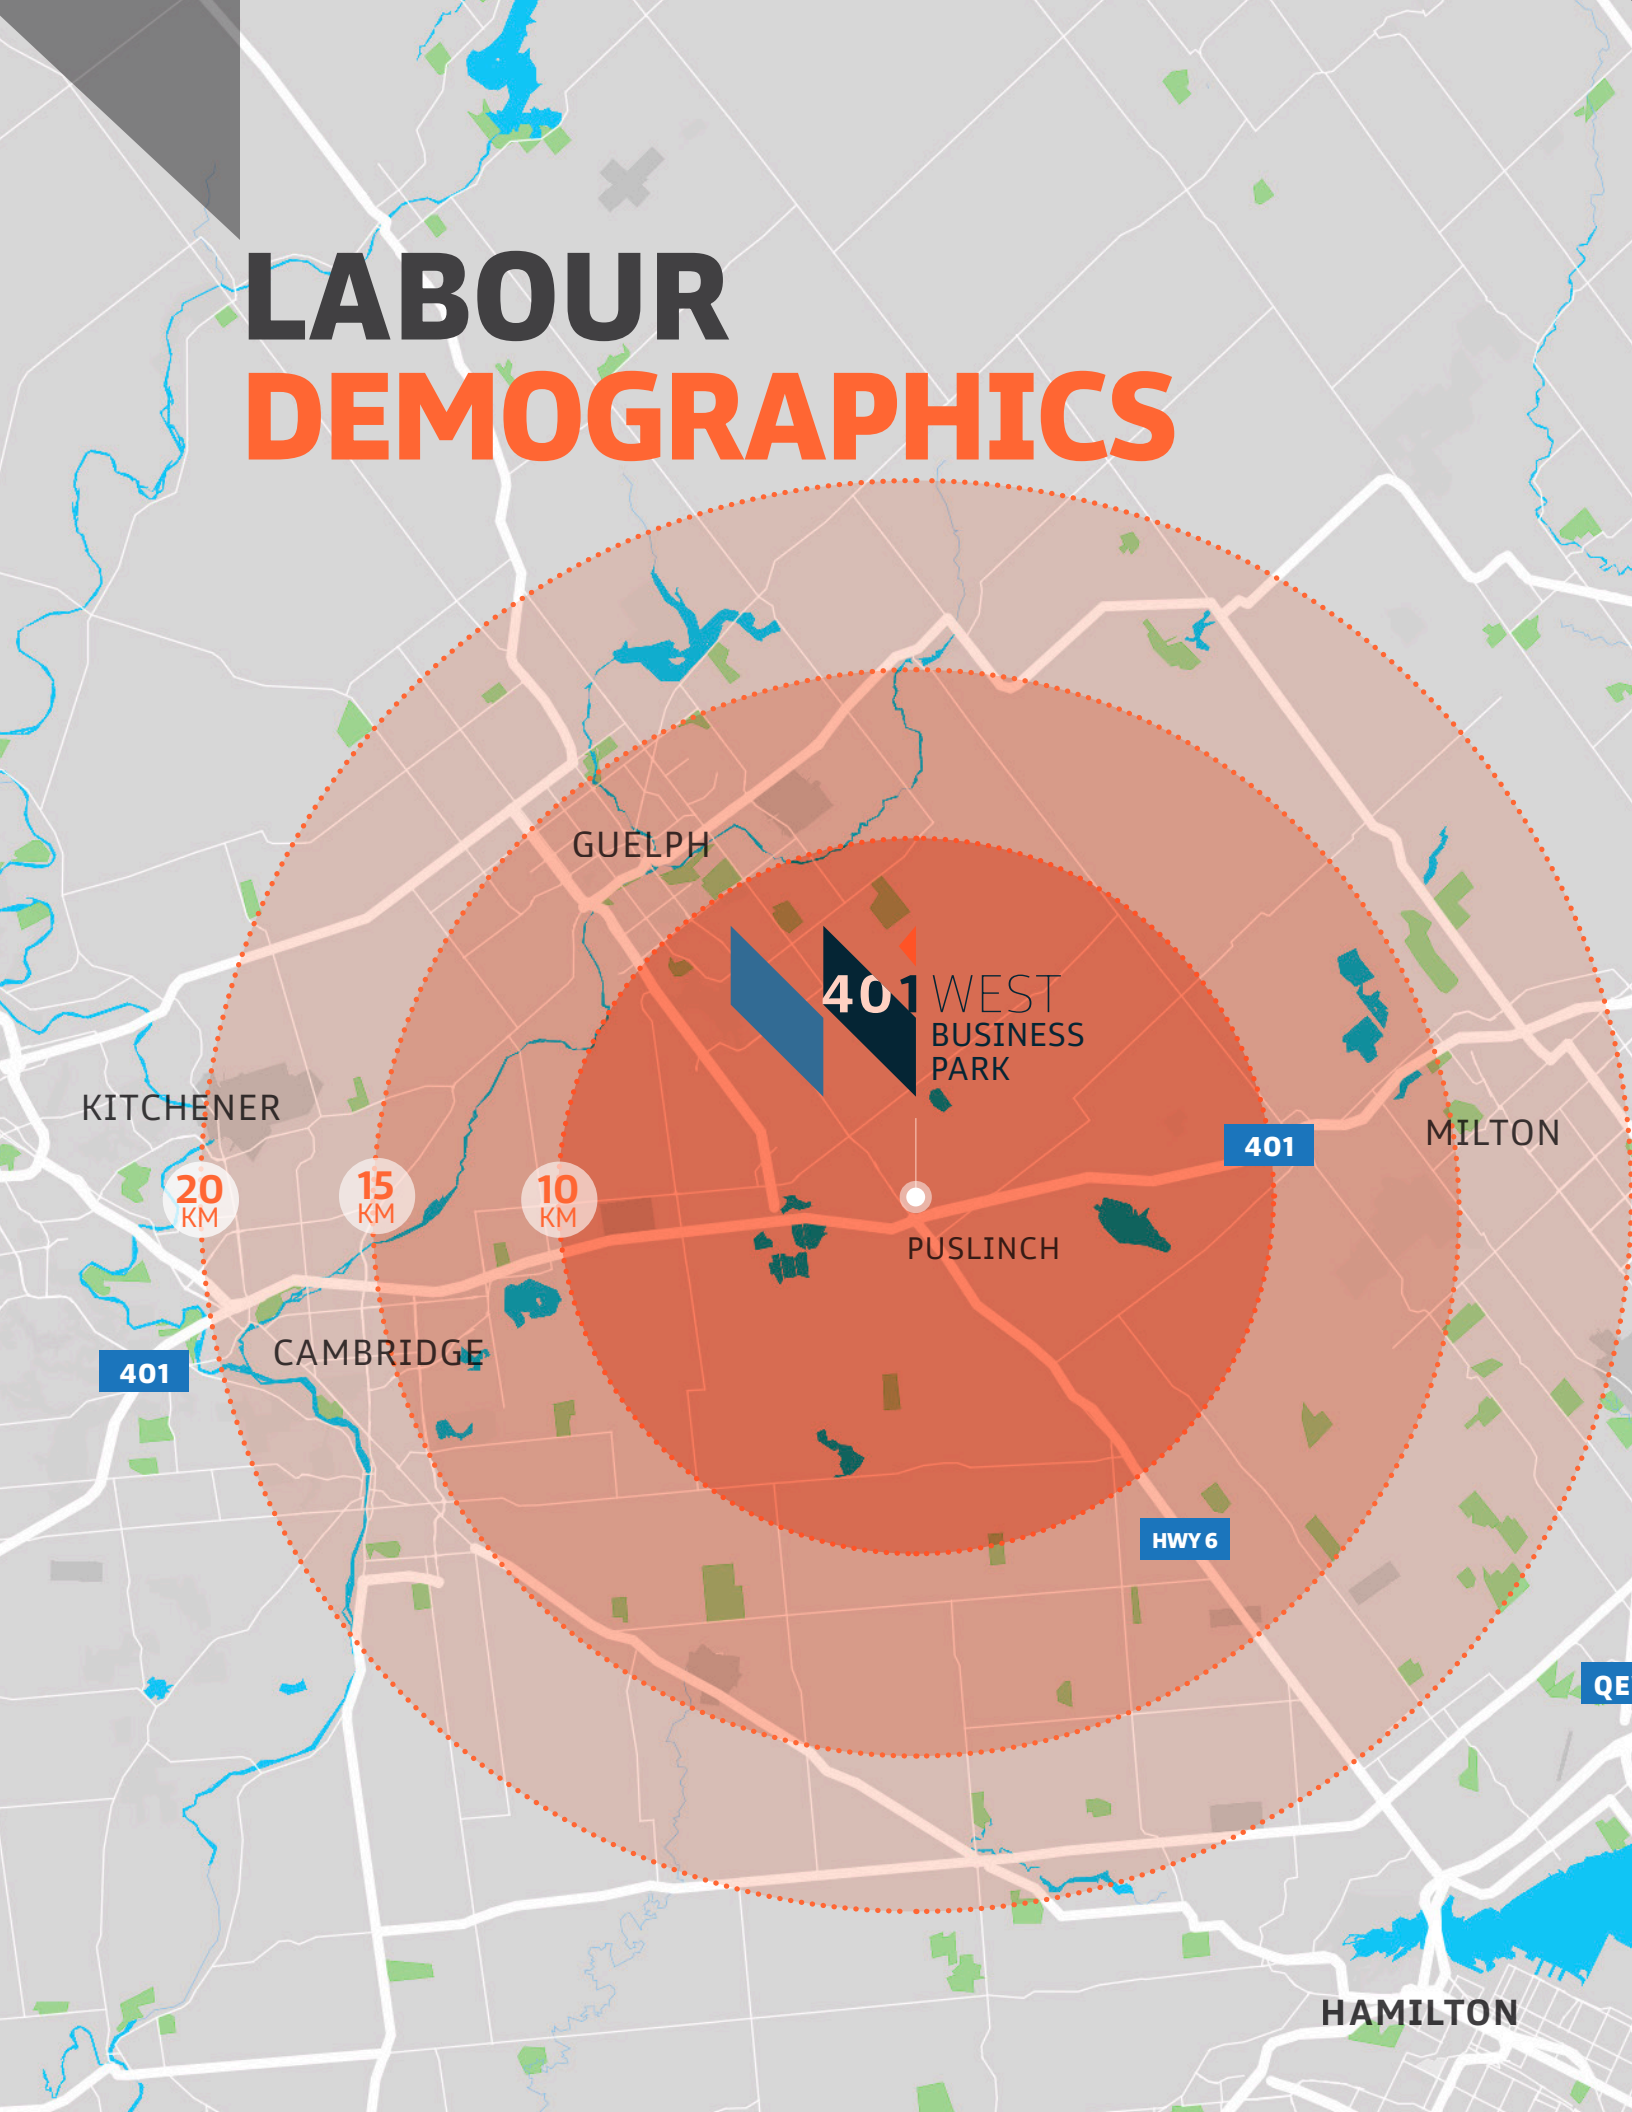 LABOUR
DEMOGRAPHICS
GUELPH
401 WEST
BUSINESS
PARK
KITCHENER
401
MILTON
20
KM
15
KM
10
KM
PUSLINCH
CAMBRIDGE
401
HWY 6
QE
HAMILTON